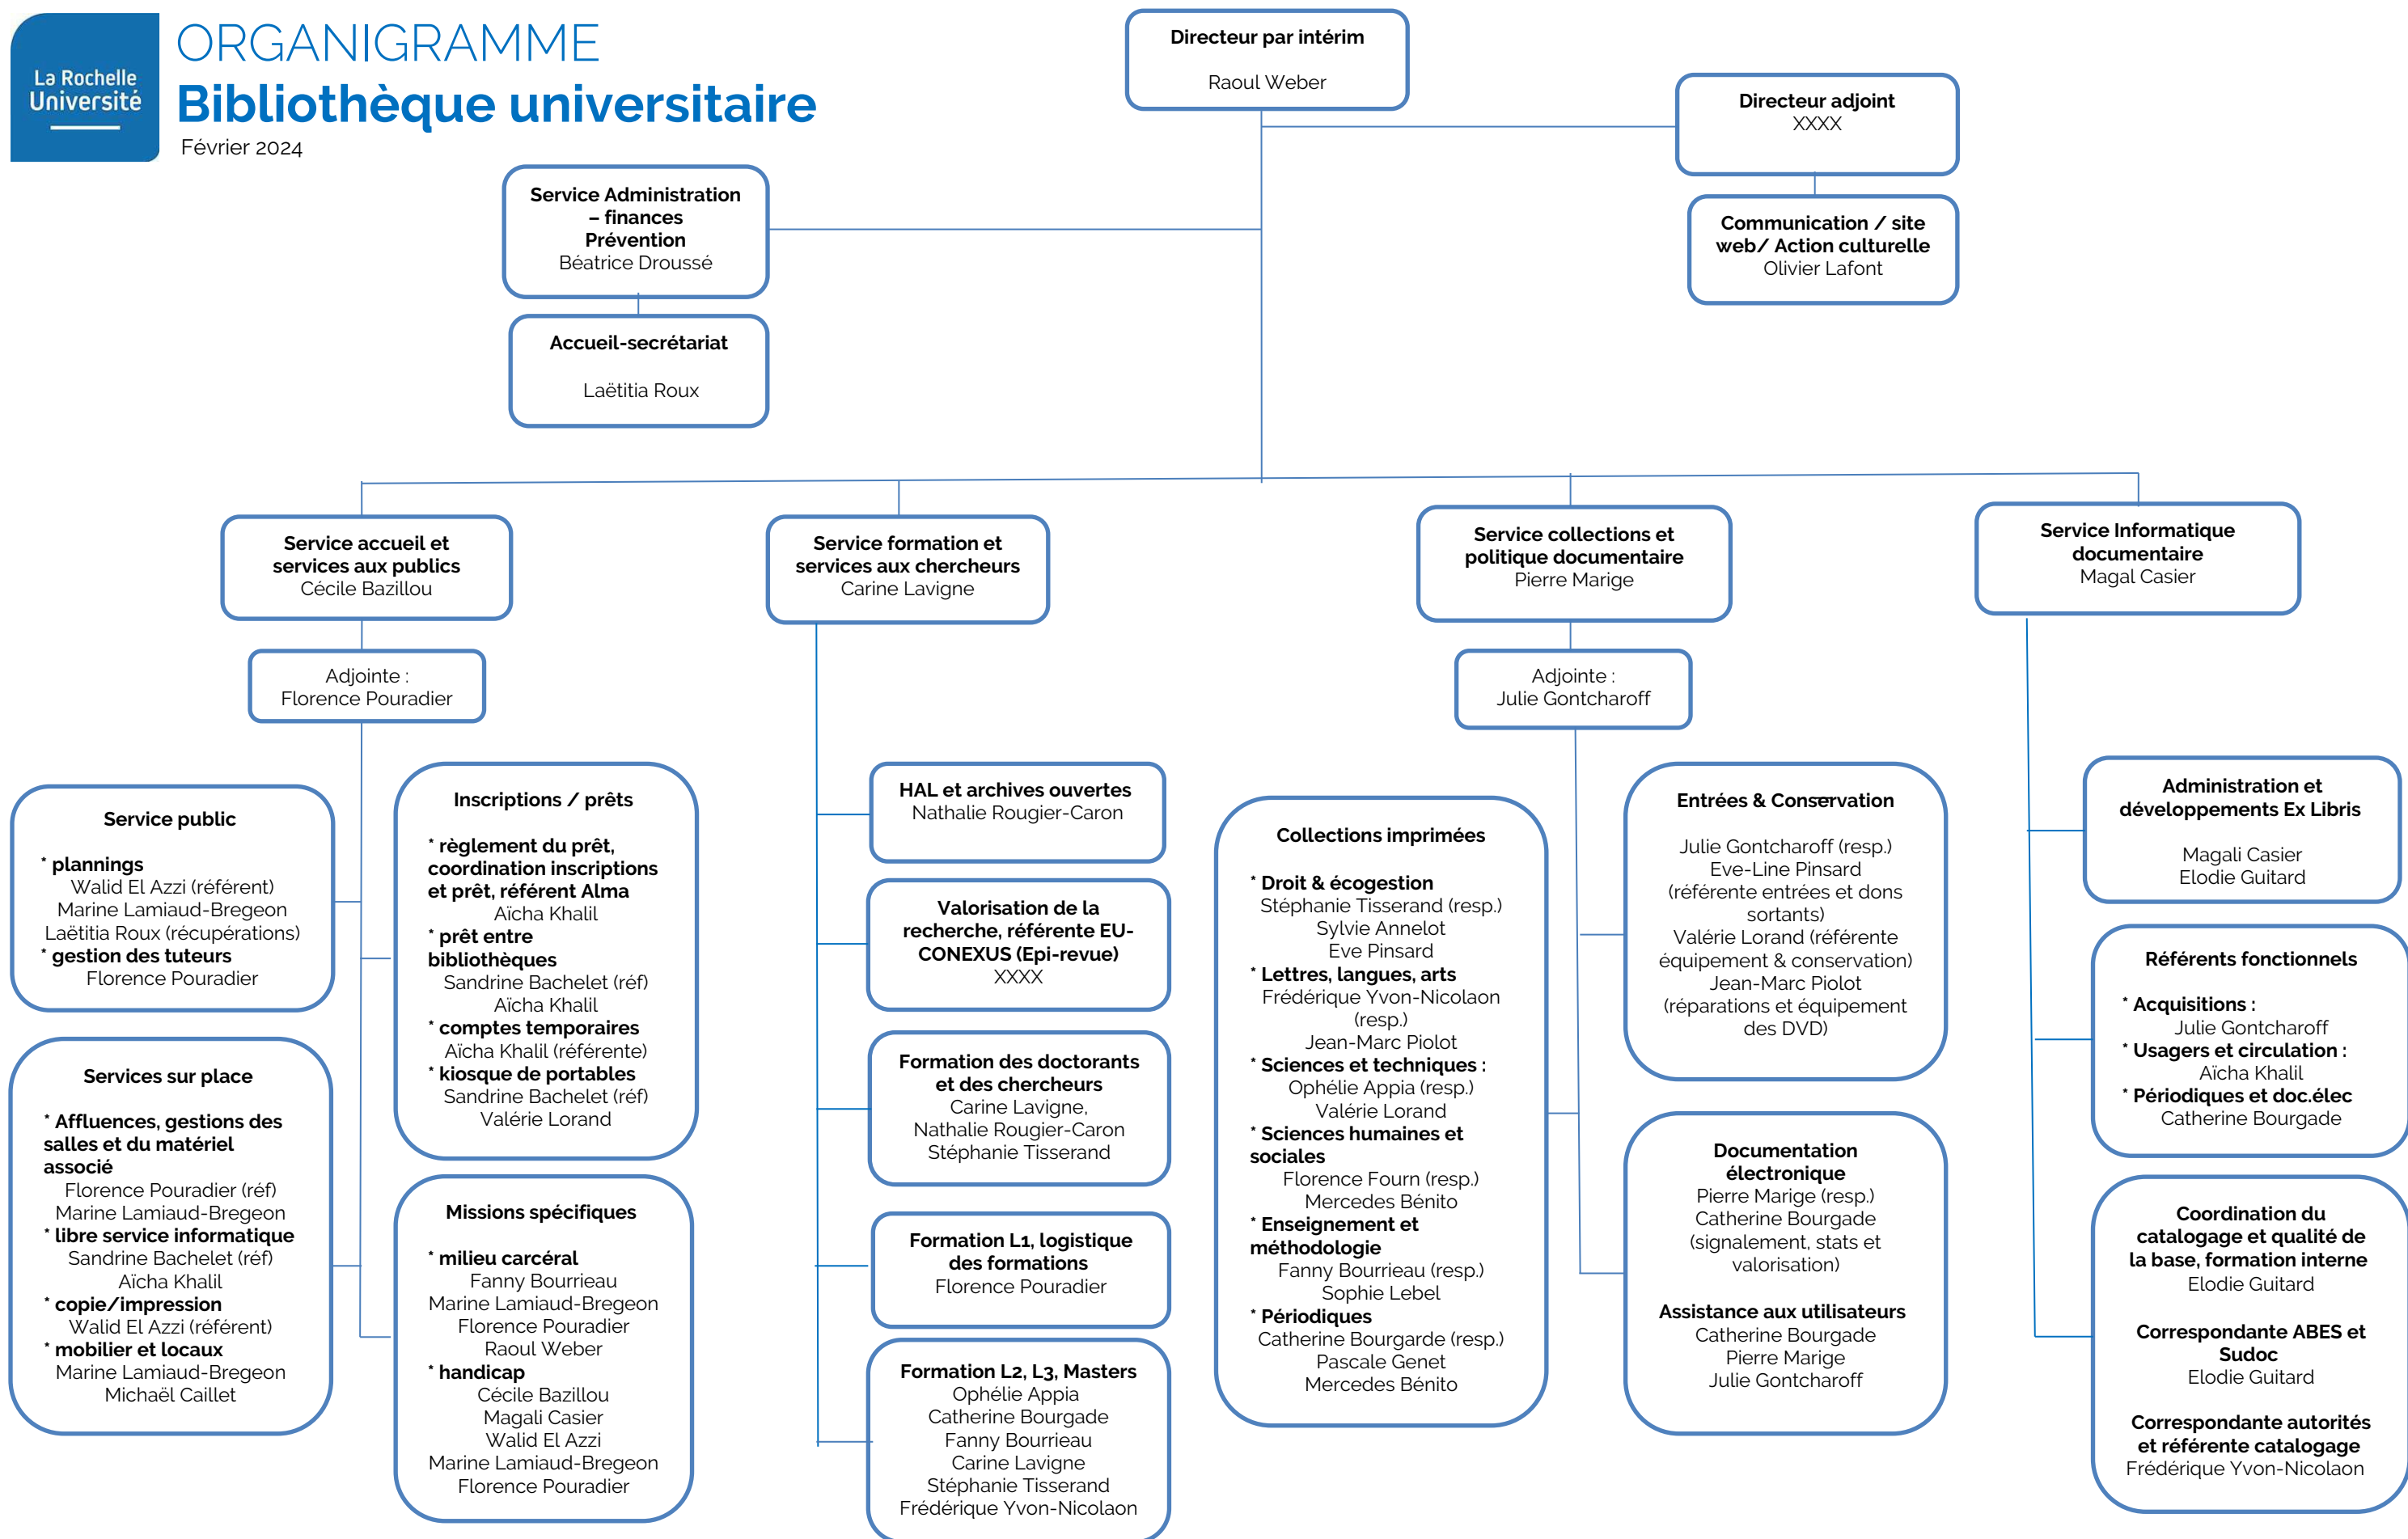 La Rochelle
Université
ORGANIGRAMME
Bibliothèque universitaire
Février 2024
Directeur par intérim
Raoul Weber
Directeur adjoint
XXXX
Communication / site
web/ Action culturelle
Olivier Lafont
Service Administration
– finances
Prévention
Béatrice Droussé
Accueil-secrétariat
Laëtitia Roux
Service accueil et
services aux publics
Cécile Bazillou
Adjointe :
Florence Pouradier
Service public
* plannings
Walid El Azzi (référent)
Marine Lamiaud-Bregeon
Laëtitia Roux (récupérations)
* gestion des tuteurs
Florence Pouradier
Services sur place
* Affluences, gestions des
salles et du matériel
associé
Florence Pouradier (réf)
Marine Lamiaud-Bregeon
* libre service informatique
Sandrine Bachelet (réf)
Aïcha Khalil
* copie/impression
Walid El Azzi (référent)
* mobilier et locaux
Marine Lamiaud-Bregeon
Michaël Caillet
Inscriptions / prêts
* règlement du prêt,
coordination inscriptions
et prêt, référent Alma
Aïcha Khalil
* prêt entre
bibliothèques
Sandrine Bachelet (réf)
Aïcha Khalil
* comptes temporaires
Aïcha Khalil (référente)
* kiosque de portables
Sandrine Bachelet (réf)
Valérie Lorand
Missions spécifiques
* milieu carcéral
Fanny Bourrieau
Marine Lamiaud-Bregeon
Florence Pouradier
Raoul Weber
* handicap
Cécile Bazillou
Magali Casier
Walid El Azzi
Marine Lamiaud-Bregeon
Florence Pouradier
Service formation et
services aux chercheurs
Carine Lavigne
HAL et archives ouvertes
Nathalie Rougier-Caron
Valorisation de la
recherche, référente EU-
CONEXUS (Epi-revue)
XXXX
Formation des doctorants
et des chercheurs
Carine Lavigne,
Nathalie Rougier-Caron
Stéphanie Tisserand
Formation L1, logistique
des formations
Florence Pouradier
Formation L2, L3, Masters
Ophélie Appia
Catherine Bourgade
Fanny Bourrieau
Carine Lavigne
Stéphanie Tisserand
Frédérique Yvon-Nicolaon
Service collections et
politique documentaire
Pierre Marige
Adjointe :
Julie Gontcharoff
Collections imprimées
* Droit & écogestion
Stéphanie Tisserand (resp.)
Sylvie Annelot
Eve Pinsard
* Lettres, langues, arts
Frédérique Yvon-Nicolaon
(resp.)
Jean-Marc Piolot
* Sciences et techniques :
Ophélie Appia (resp.)
Valérie Lorand
* Sciences humaines et
sociales
Florence Fourn (resp.)
Mercedes Bénito
* Enseignement et
méthodologie
Fanny Bourrieau (resp.)
Sophie Lebel
* Périodiques
Catherine Bourgarde (resp.)
Pascale Genet
Mercedes Bénito
Entrées & Conservation
Julie Gontcharoff (resp.)
Eve-Line Pinsard
(référente entrées et dons
sortants)
Valérie Lorand (référente
équipement & conservation)
Jean-Marc Piolot
(réparations et équipement
des DVD)
Documentation
électronique
Pierre Marige (resp.)
Catherine Bourgade
(signalement, stats et
valorisation)
Assistance aux utilisateurs
Catherine Bourgade
Pierre Marige
Julie Gontcharoff
Service Informatique
documentaire
Magal Casier
Administration et
développements Ex Libris
Magali Casier
Elodie Guitard
Référents fonctionnels
* Acquisitions :
Julie Gontcharoff
* Usagers et circulation :
Aïcha Khalil
* Périodiques et doc.élec
Catherine Bourgade
Coordination du
catalogage et qualité de
la base, formation interne
Elodie Guitard
Correspondante ABES et
Sudoc
Elodie Guitard
Correspondante autorités
et référente catalogage
Frédérique Yvon-Nicolaon